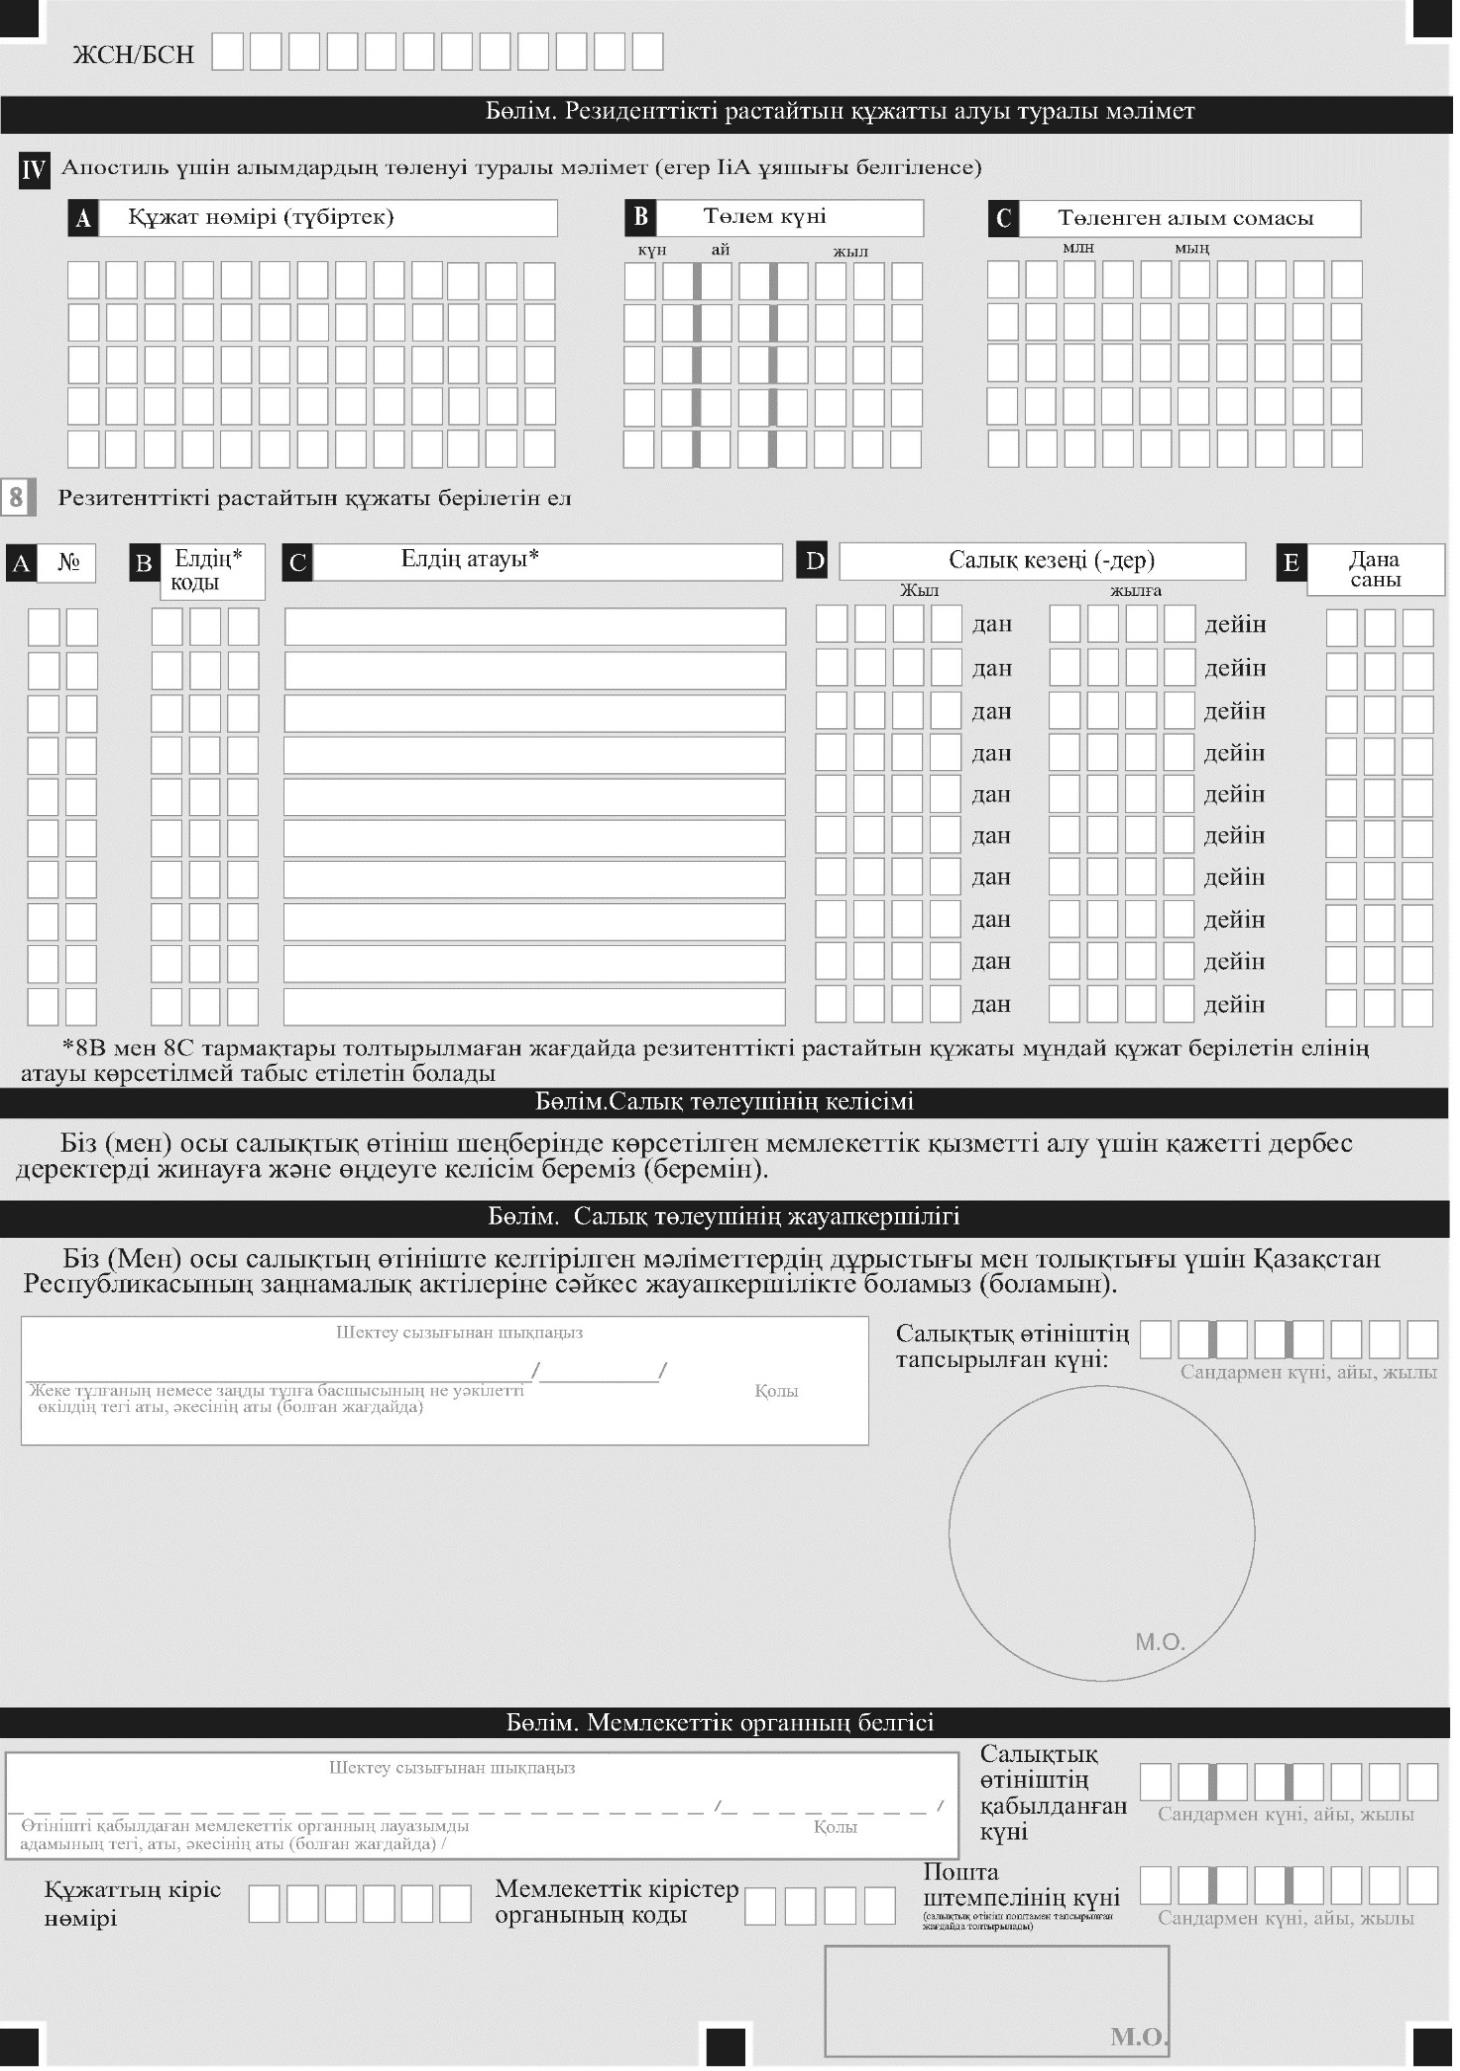 ЖСН/БСН
Бөлім. Резиденттікті растайтын құжатты алуы туралы мәлімет
IV Апостиль үшін алымдардың төленуі туралы мәлімет (егер IiA ұяшығы белгіленсе)
A Құжат нөмірі (түбіртек) B Төлем күні C Төленген алым сомасы
күн ай жыл млн мың
8 Резитенттікті растайтын құжаты берілетін ел
A № B Елдің* C Елдің атауы* D Салық кезеңі (-дер) E Дана
коды саны
Жыл жылға
дан дейін
дан дейін
дан дейін
дан дейін
дан дейін
дан дейін
дан дейін
дан дейін
дан дейін
дан дейін
*8B мен 8C тармақтары толтырылмаған жағдайда резитенттікті растайтын құжаты мұндай құжат берілетін елінің
атауы көрсетілмей табыс етілетін болады
Бөлім.Салық төлеушінің келісімі
Біз (мен) осы салықтық өтініш шеңберінде көрсетілген мемлекеттік қызметті алу үшін қажетті дербес
деректерді жинауға және өңдеуге келісім береміз (беремін).
Бөлім. Салық төлеушінің жауапкершілігі
Біз (Мен) осы салықтың өтініште келтірілген мәліметтердің дұрыстығы мен толықтығы үшін Қазақстан
Республикасының заңнамалық актілеріне сәйкес жауапкершілікте боламыз (боламын).
Шектеу сызығынан шықпаңыз
/ /
Жеке тұлғаның немесе заңды тұлға басшысының не уәкілетті
өкілдің тегі аты, әкесінің аты (болған жағдайда)
Қолы
Салықтық өтініштің
тапсырылған күні:
Сандармен күні, айы, жылы
М.О.
Бөлім. Мемлекеттік органның белгісі
Шектеу сызығынан шықпаңыз
/ /
Өтінішті қабылдаған мемлекеттік органның лауазымды
адамының тегі, аты, әкесінің аты (болған жағдайда) /
Қолы
Салықтық
өтініштің
қабылданған
күні
Сандармен күні, айы, жылы
Құжаттың кіріс
нөмірі
Мемлекеттік кірістер
органының коды
Пошта
штемпелінің күні
(салықтық өтініш поштамен тапсырылған
жағдайда толтырылады)
Сандармен күні, айы, жылы
М.О.